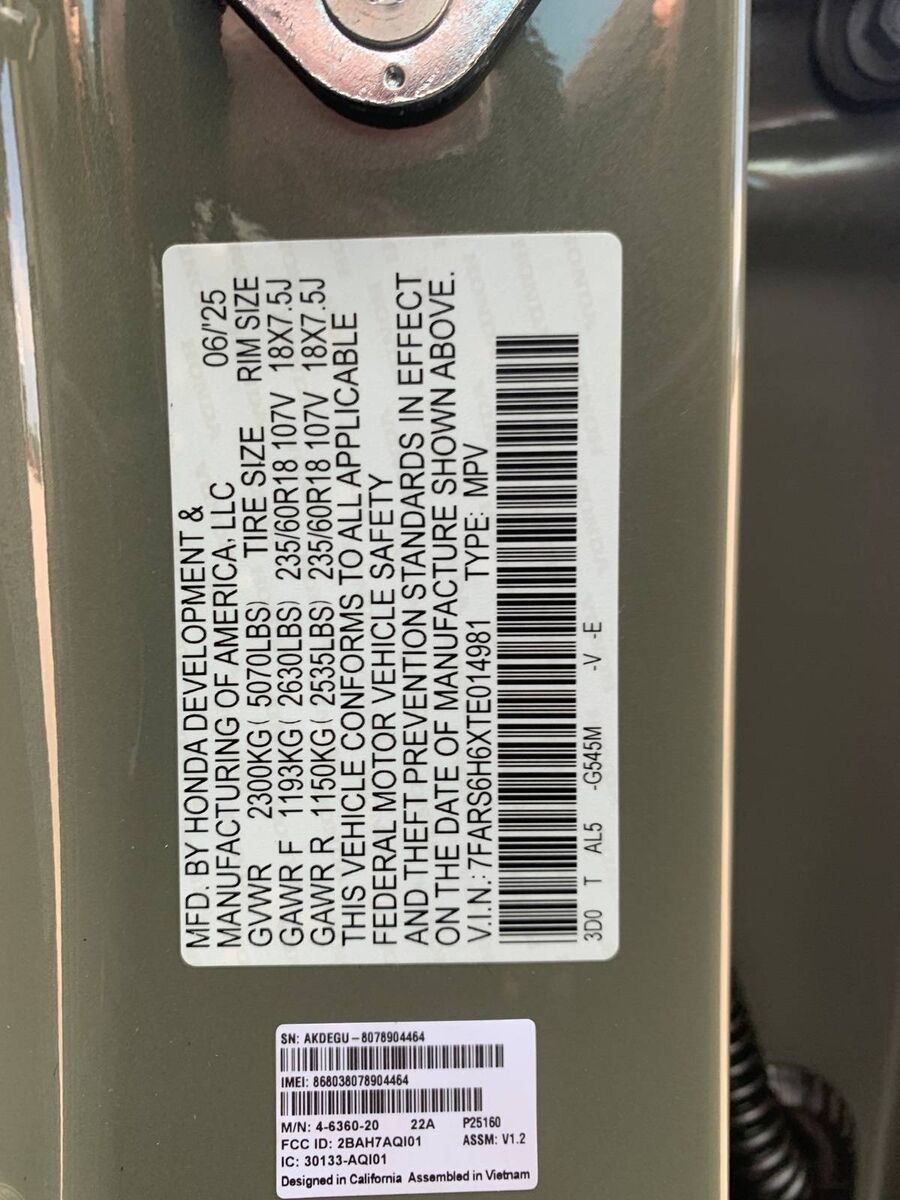 MFD. BY HONDA DEVELOPMENT &
MANUFACTURING OF AMERICA, LLC 06/'25
GVWR 2300KG( 5070LBS) TIRE SIZE RIM SIZE
GAWR F 1193KG( 2630LBS) 235/60R18 107V 18X7.5J
GAWR R 1150KG( 2535LBS) 235/60R18 107V 18X7.5J
THIS VEHICLE CONFORMS TO ALL APPLICABLE
FEDERAL MOTOR VEHICLE SAFETY
AND THEFT PREVENTION STANDARDS IN EFFECT
ON THE DATE OF MANUFACTURE SHOWN ABOVE.
V.I.N.: 7FARS6H6XTE014981 TYPE: MPV
3D0 T AL5 -G545M -V -E
SN: AKDEGU-8078904464
IMEI: 868038078904464
M/N: 4-6360-20 22A P25160
FCC ID: 2BAH7AQI01 ASSM: V1.2
IC: 30133-AQI01
Designed in California Assembled in Vietnam